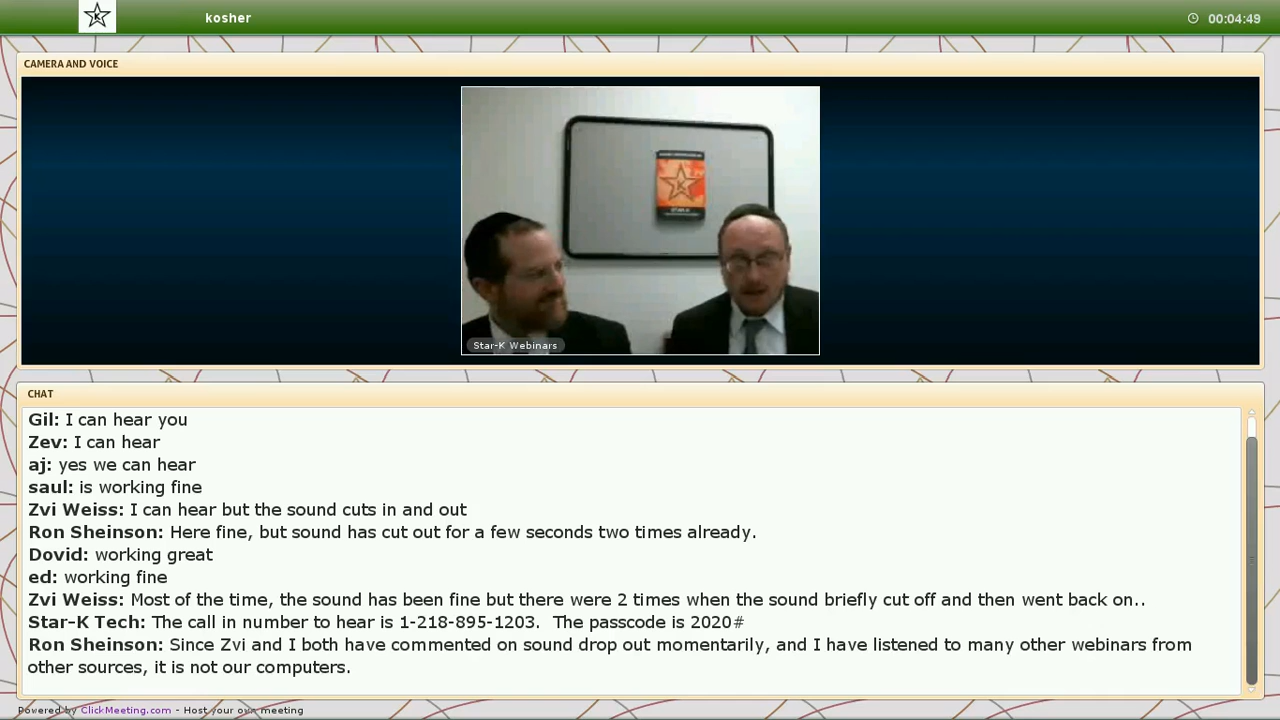 kosher
00:04:49
CAMERA AND VOICE
K
Star-K Webinars
CHAT
Gil: I can hear you
Zev: I can hear
aj: yes we can hear
saul: is working fine
Zvi Weiss: I can hear but the sound cuts in and out
Ron Sheinson: Here fine, but sound has cut out for a few seconds two times already.
Dovid: working great
ed: working fine
Zvi Weiss: Most of the time, the sound has been fine but there were 2 times when the sound briefly cut off and then went back on..
Star-K Tech: The call in number to hear is 1-218-895-1203.  The passcode is 2020#
Ron Sheinson: Since Zvi and I both have commented on sound drop out momentarily, and I have listened to many other webinars from
other sources, it is not our computers.
Powered by ClickMeeting.com - Host your own meeting